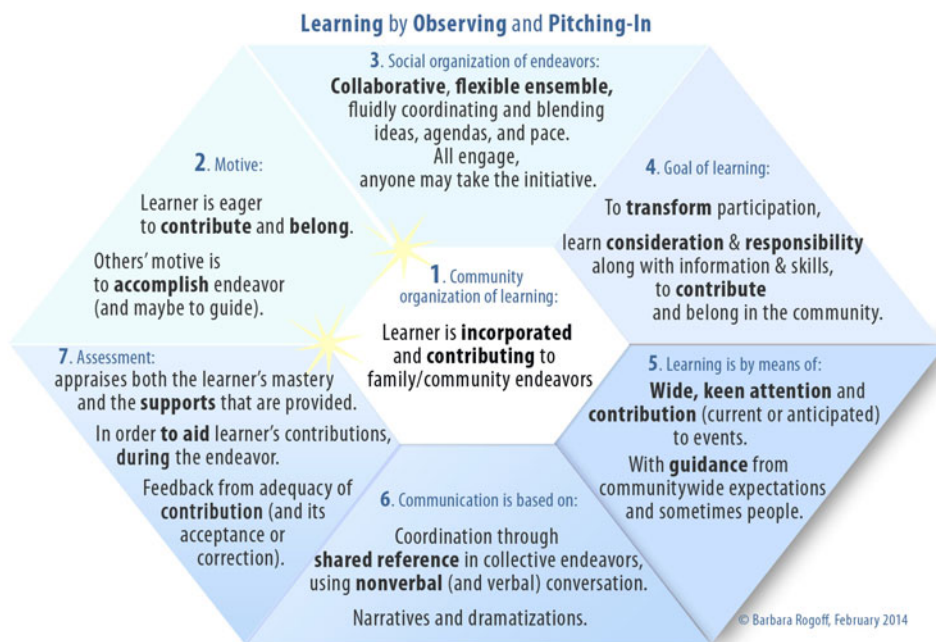 Learning by Observing and Pitching-In
1. Community
organization of learning:
Learner is incorporated
and contributing to
family/community endeavors
2. Motive:
Learner is eager
to contribute and belong.
Others’ motive is
to accomplish endeavor
(and maybe to guide).
3. Social organization of endeavors:
Collaborative, flexible ensemble,
fluidly coordinating and blending
ideas, agendas, and pace.
All engage,
anyone may take the initiative.
4. Goal of learning:
To transform participation,
learn consideration & responsibility
along with information & skills,
to contribute
and belong in the community.
5. Learning is by means of:
Wide, keen attention and
contribution (current or anticipated)
to events.
With guidance from
communitywide expectations
and sometimes people.
6. Communication is based on:
Coordination through
shared reference in collective endeavors,
using nonverbal (and verbal) conversation.
Narratives and dramatizations.
7. Assessment:
appraises both the learner’s mastery
and the supports that are provided.
In order to aid learner’s contributions,
during the endeavor.
Feedback from adequacy of
contribution (and its
acceptance or
correction).
© Barbara Rogoff, February 2014